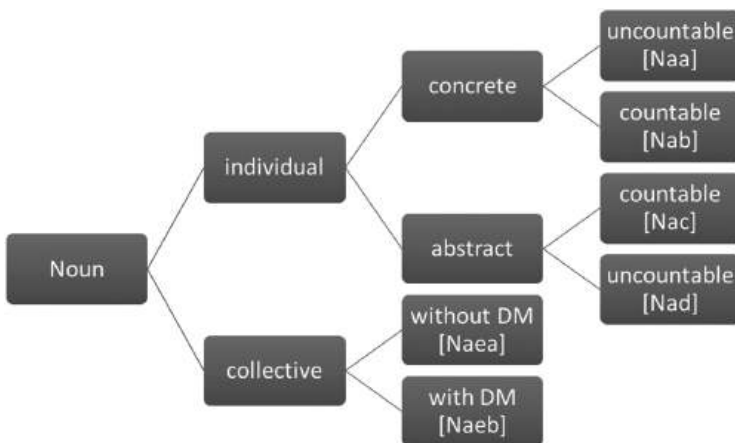 Noun
individual
collective
concrete
abstract
without DM
[Naea]
with DM
[Naeb]
uncountable
[Naa]
countable
[Nab]
countable
[Nac]
uncountable
[Nad]